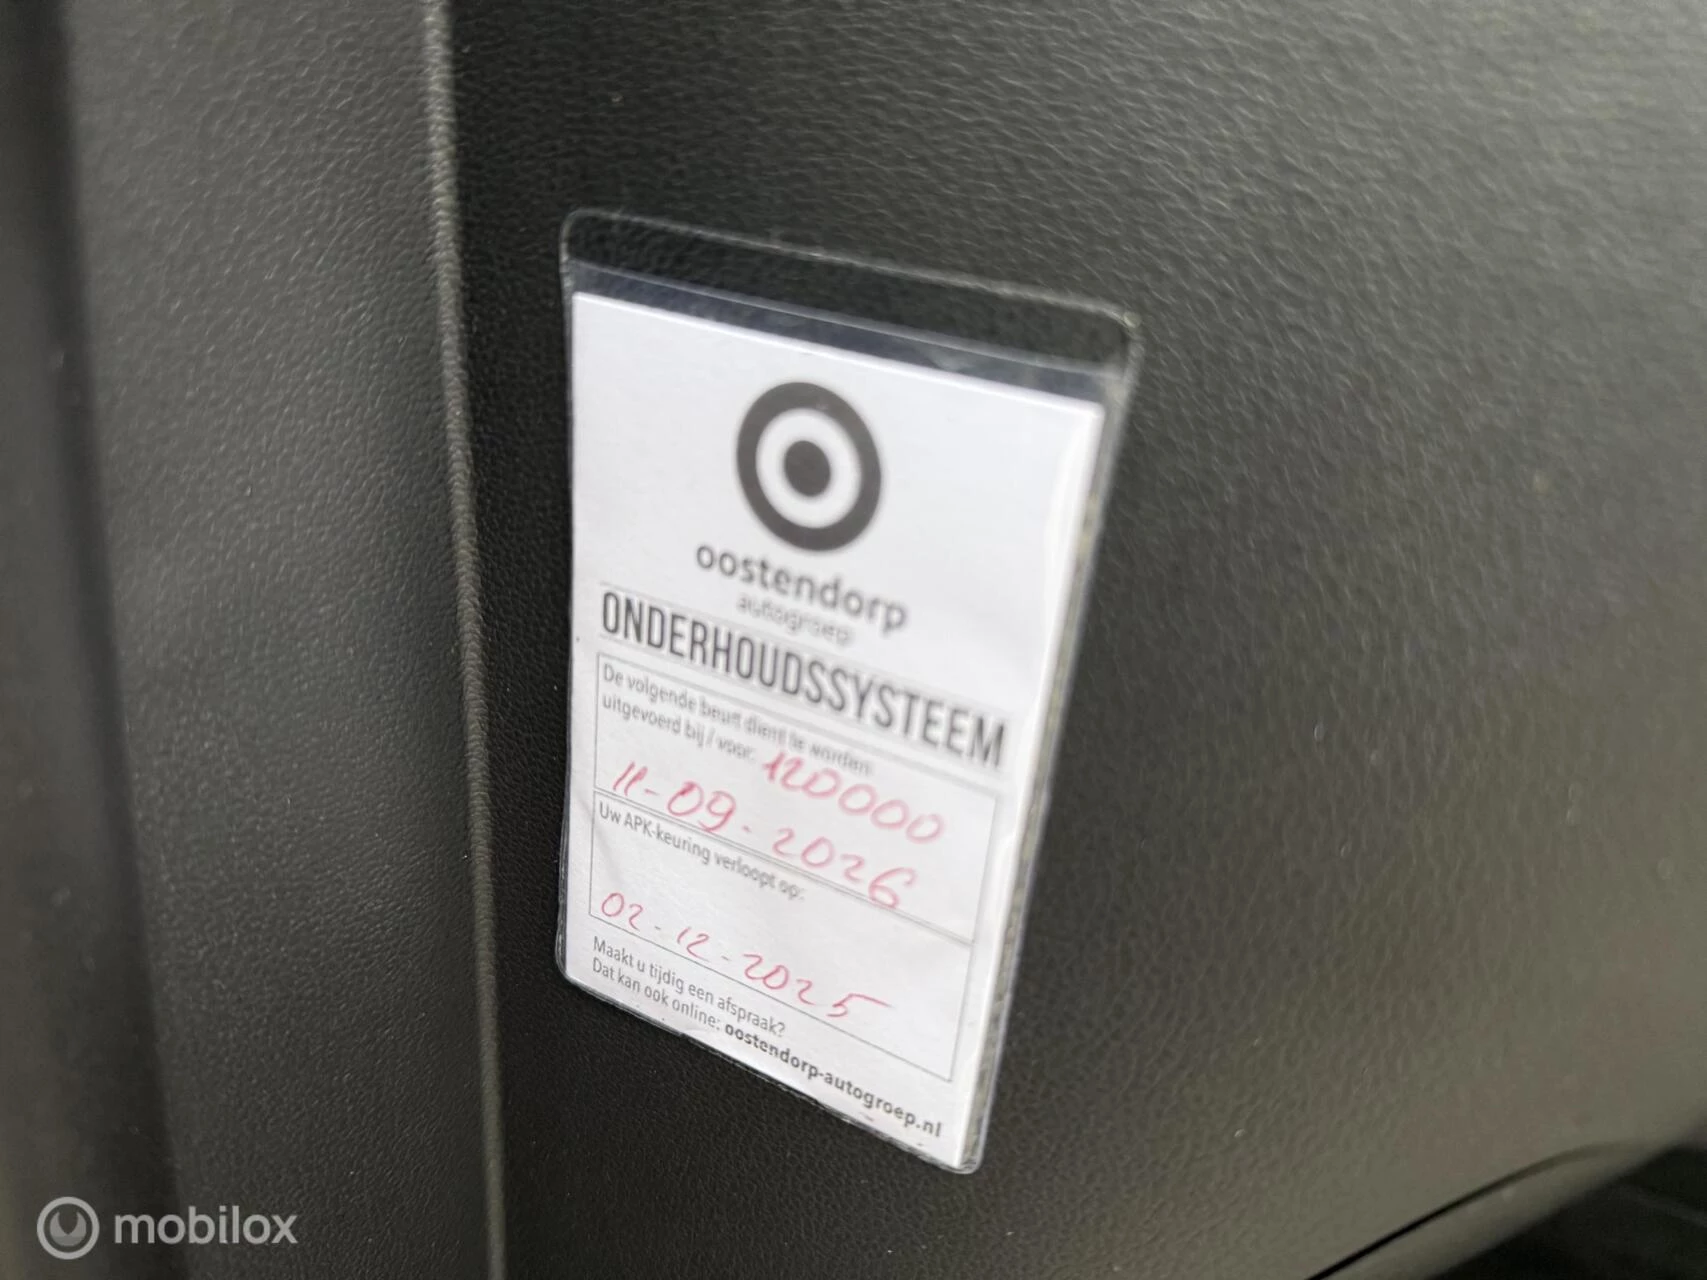 oostendorp
autogroep
ONDERHOUDSSYSTEEM
De volgende beurt dient te worden
uitgevoerd bij / voor: 120000
11-09-2026
Uw APK-keuring verloopt op:
02-12-2025
Maakt u tijdig een afspraak?
Dat kan ook online: oostendorp-autogroep.nl
mobilox